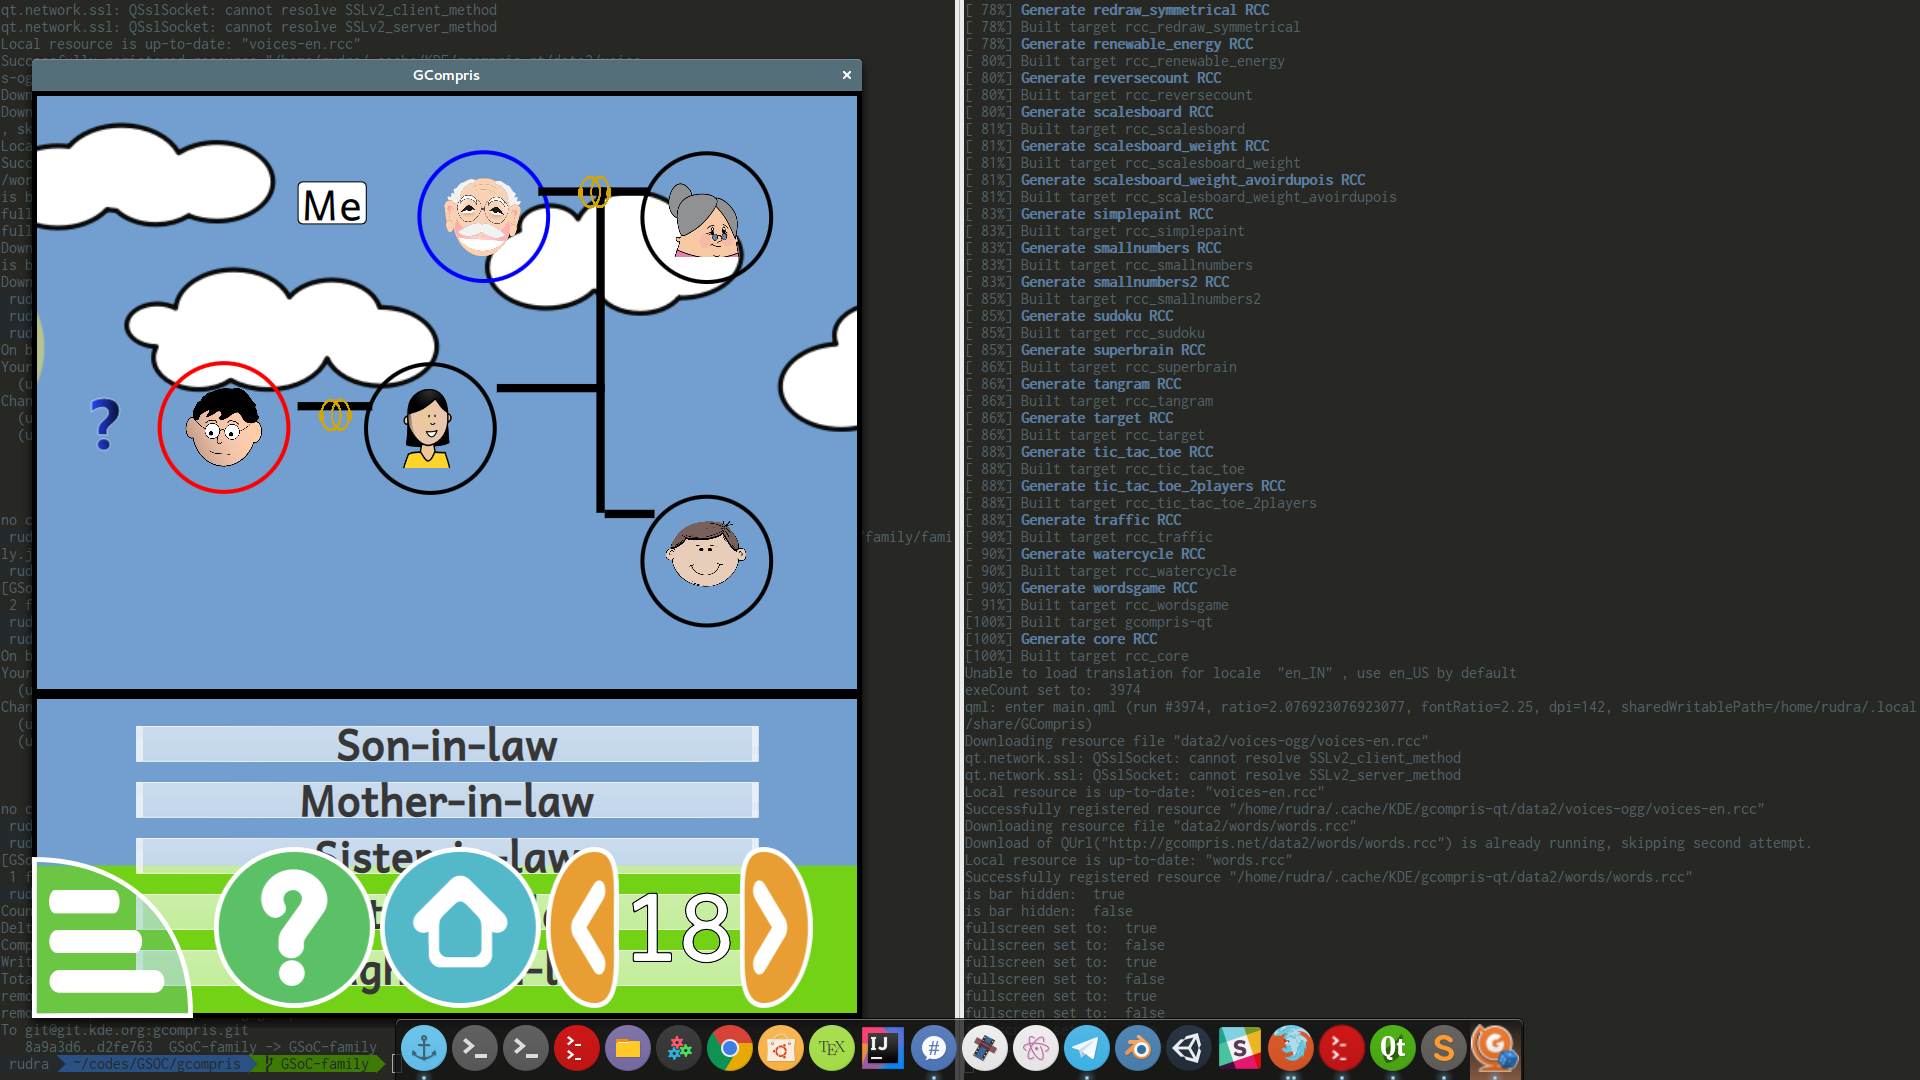 qt.network.ssl: QSslSocket: cannot resolve SSLv2_client_method
qt.network.ssl: QSslSocket: cannot resolve SSLv2_server_method
Local resource is up-to-date: "voices-en.rcc"
GCompris
Me
?
Son-in-law
Mother-in-law
Sister-in-law
18
no c
/family/fami
ly.j
To git@git.kde.org:gcompris.git
8a9a3d6..d2fe763 GSoC-family -> GSoC-family
rudra ~/codes/GSOC/gcompris GSoC-family
[ 78%] Generate redraw_symmetrical RCC
[ 78%] Built target rcc_redraw_symmetrical
[ 78%] Generate renewable_energy RCC
[ 80%] Built target rcc_renewable_energy
[ 80%] Generate reversecount RCC
[ 80%] Built target rcc_reversecount
[ 80%] Generate scalesboard RCC
[ 81%] Built target rcc_scalesboard
[ 81%] Generate scalesboard_weight RCC
[ 81%] Built target rcc_scalesboard_weight
[ 81%] Generate scalesboard_weight_avoirdupois RCC
[ 81%] Built target rcc_scalesboard_weight_avoirdupois
[ 83%] Generate simplepaint RCC
[ 83%] Built target rcc_simplepaint
[ 83%] Generate smallnumbers RCC
[ 83%] Built target rcc_smallnumbers
[ 83%] Generate smallnumbers2 RCC
[ 85%] Built target rcc_smallnumbers2
[ 85%] Generate sudoku RCC
[ 85%] Built target rcc_sudoku
[ 85%] Generate superbrain RCC
[ 86%] Built target rcc_superbrain
[ 86%] Generate tangram RCC
[ 86%] Built target rcc_tangram
[ 86%] Generate target RCC
[ 86%] Built target rcc_target
[ 88%] Generate tic_tac_toe RCC
[ 88%] Built target rcc_tic_tac_toe
[ 88%] Generate tic_tac_toe_2players RCC
[ 88%] Built target rcc_tic_tac_toe_2players
[ 88%] Generate traffic RCC
[ 90%] Built target rcc_traffic
[ 90%] Generate watercycle RCC
[ 90%] Built target rcc_watercycle
[ 90%] Generate wordsgame RCC
[ 91%] Built target rcc_wordsgame
[100%] Built target gcompris-qt
[100%] Generate core RCC
[100%] Built target rcc_core
Unable to load translation for locale "en_IN" , use en_US by default
exeCount set to: 3974
qml: enter main.qml (run #3974, ratio=2.076923076923077, fontRatio=2.25, dpi=142, sharedWritablePath=/home/rudra/.local
/share/GCompris)
Downloading resource file "data2/voices-ogg/voices-en.rcc"
qt.network.ssl: QSslSocket: cannot resolve SSLv2_client_method
qt.network.ssl: QSslSocket: cannot resolve SSLv2_server_method
Local resource is up-to-date: "voices-en.rcc"
Successfully registered resource "/home/rudra/.cache/KDE/gcompris-qt/data2/voices-ogg/voices-en.rcc"
Downloading resource file "data2/words/words.rcc"
Download of QUrl("http://gcompris.net/data2/words/words.rcc") is already running, skipping second attempt.
Local resource is up-to-date: "words.rcc"
Successfully registered resource "/home/rudra/.cache/KDE/gcompris-qt/data2/words/words.rcc"
is bar hidden: true
is bar hidden: false
fullscreen set to: true
fullscreen set to: false
fullscreen set to: true
fullscreen set to: false
fullscreen set to: true
fullscreen set to: false
TEX
IJ
#
S
Qt
S
G